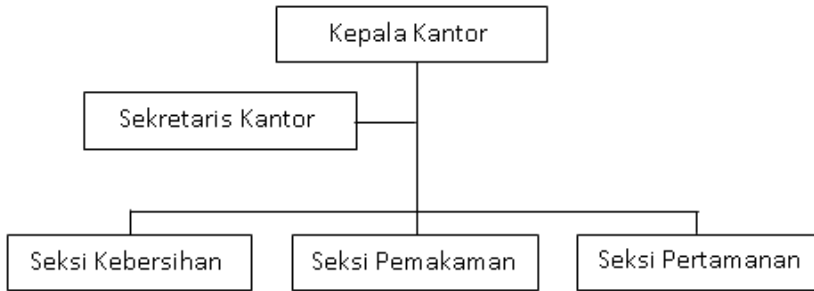 Kepala Kantor
Sekretaris Kantor
Seksi Kebersihan
Seksi Pemakaman
Seksi Pertamanan